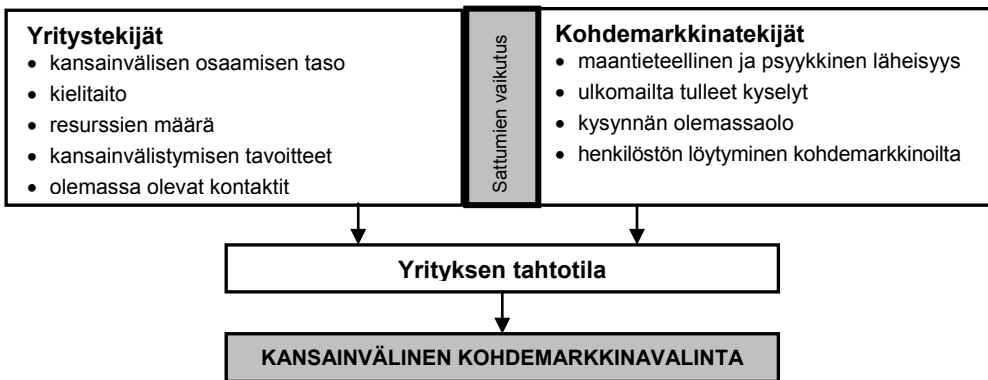 Yritystekijät
• kansainvälisen osaamisen taso
• kielitaito
• resurssien määrä
• kansainvälistymisen tavoitteet
• olemassa olevat kontaktit
Sattumien vaikutus
Kohdemarkkinatekijät
• maantieteellinen ja psyykkinen läheisyys
• ulkomailta tulleet kyselyt
• kysynnän olemassaolo
• henkilöstön löytyminen kohdemarkkinoilta
Yrityksen tahtotila
KANSAINVÄLINEN KOHDEMARKKINAVALINTA